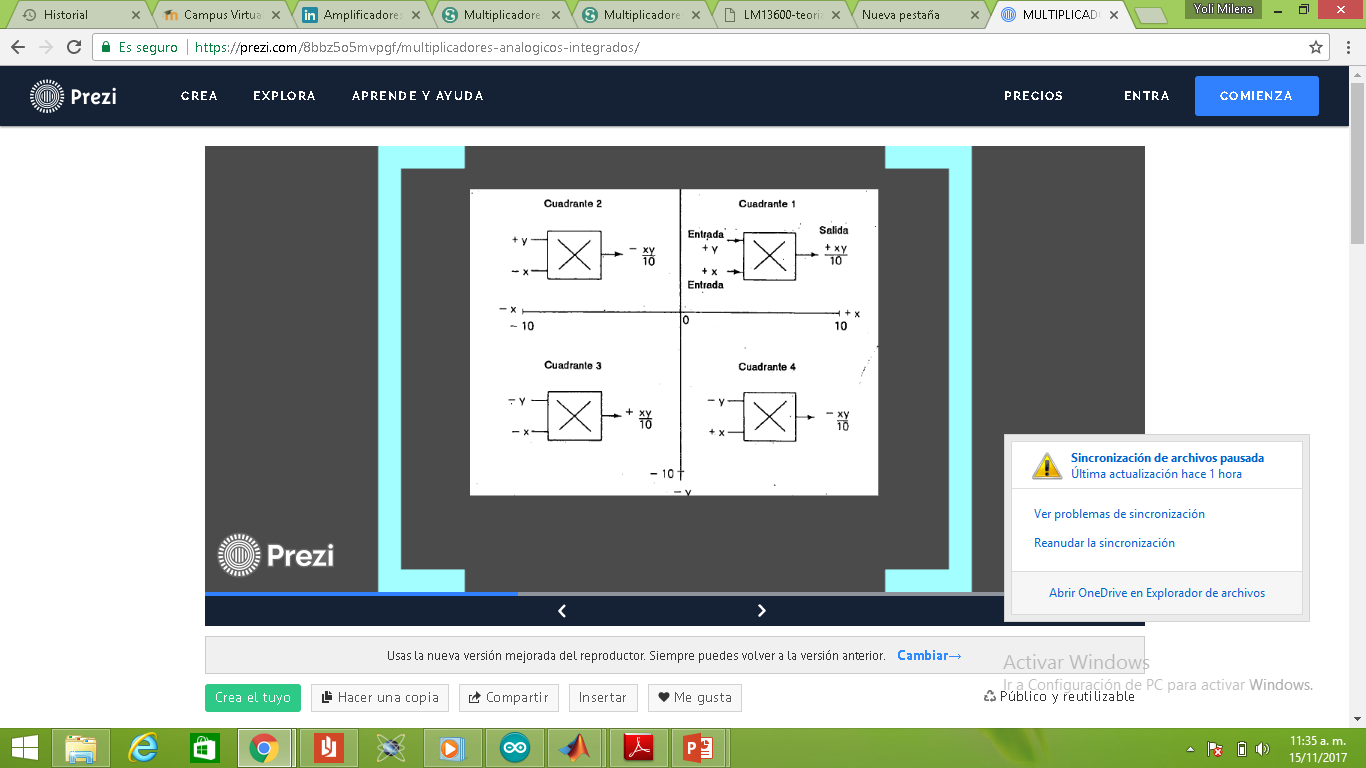 Yoli Milena
Historial
Campus Virtua
Amplificadores
Multiplicadore
Multiplicadore
LM13600-teori
Nueva pestaña
MULTIPLICAD
Es seguro
https://prezi.com/8bbz5o5mvpgf/multiplicadores-analogicos-integrados/
Prezi
CREA
EXPLORA
APRENDE Y AYUDA
PRECIOS
ENTRA
COMIENZA
Cuadrante 2
+ y
- x
- xy/10
Cuadrante 1
Entrada
+ y
+ x
Entrada
Salida
+ xy/10
- x
- 10
0
10
+ x
Cuadrante 3
- y
- x
+ xy/10
Cuadrante 4
- y
+ x
- xy/10
- 10
- y
Prezi
Sincronización de archivos pausada
Última actualización hace 1 hora
Ver problemas de sincronización
Reanudar la sincronización
Abrir OneDrive en Explorador de archivos
Usas la nueva versión mejorada del reproductor. Siempre puedes volver a la versión anterior. Cambiar→
Activar Windows
Ir a Configuración de PC para activar Windows.
Crea el tuyo
Hacer una copia
Compartir
Insertar
Me gusta
Público y reutilizable
11:35 a. m.
15/11/2017